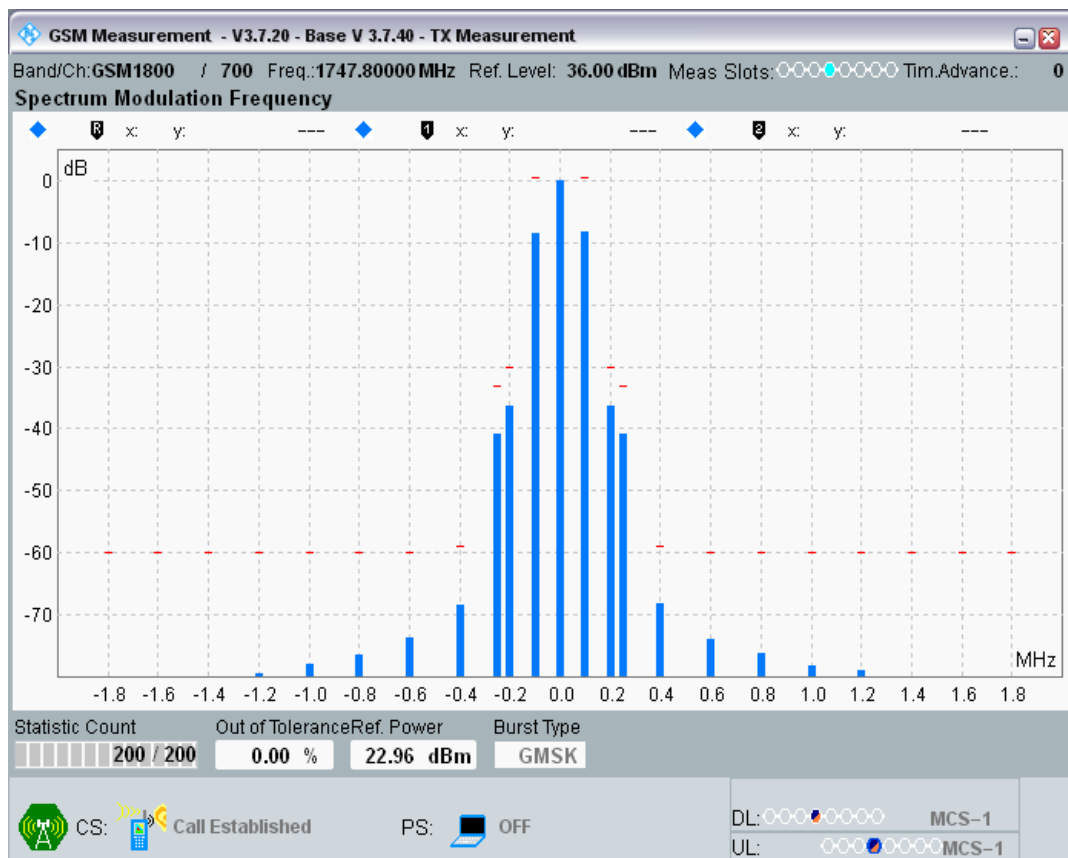 GSM Measurement - V3.7.20 - Base V 3.7.40 - TX Measurement
Band/Ch:GSM1800 / 700 Freq.:1747.80000 MHz Ref. Level: 36.00 dBm Meas Slots: Tim.Advance.: 0
Spectrum Modulation Frequency
R x: y: --- 1 x: y: --- 2 x: y: ---
dB
0
-10
-20
-30
-40
-50
-60
-70
MHz
-1.8 -1.6 -1.4 -1.2 -1.0 -0.8 -0.6 -0.4 -0.2 0.0 0.2 0.4 0.6 0.8 1.0 1.2 1.4 1.6 1.8
Statistic Count Out of Tolerance Ref. Power Burst Type
200 / 200 0.00 % 22.96 dBm GMSK
CS: Call Established PS: OFF
DL: MCS-1
UL: MCS-1